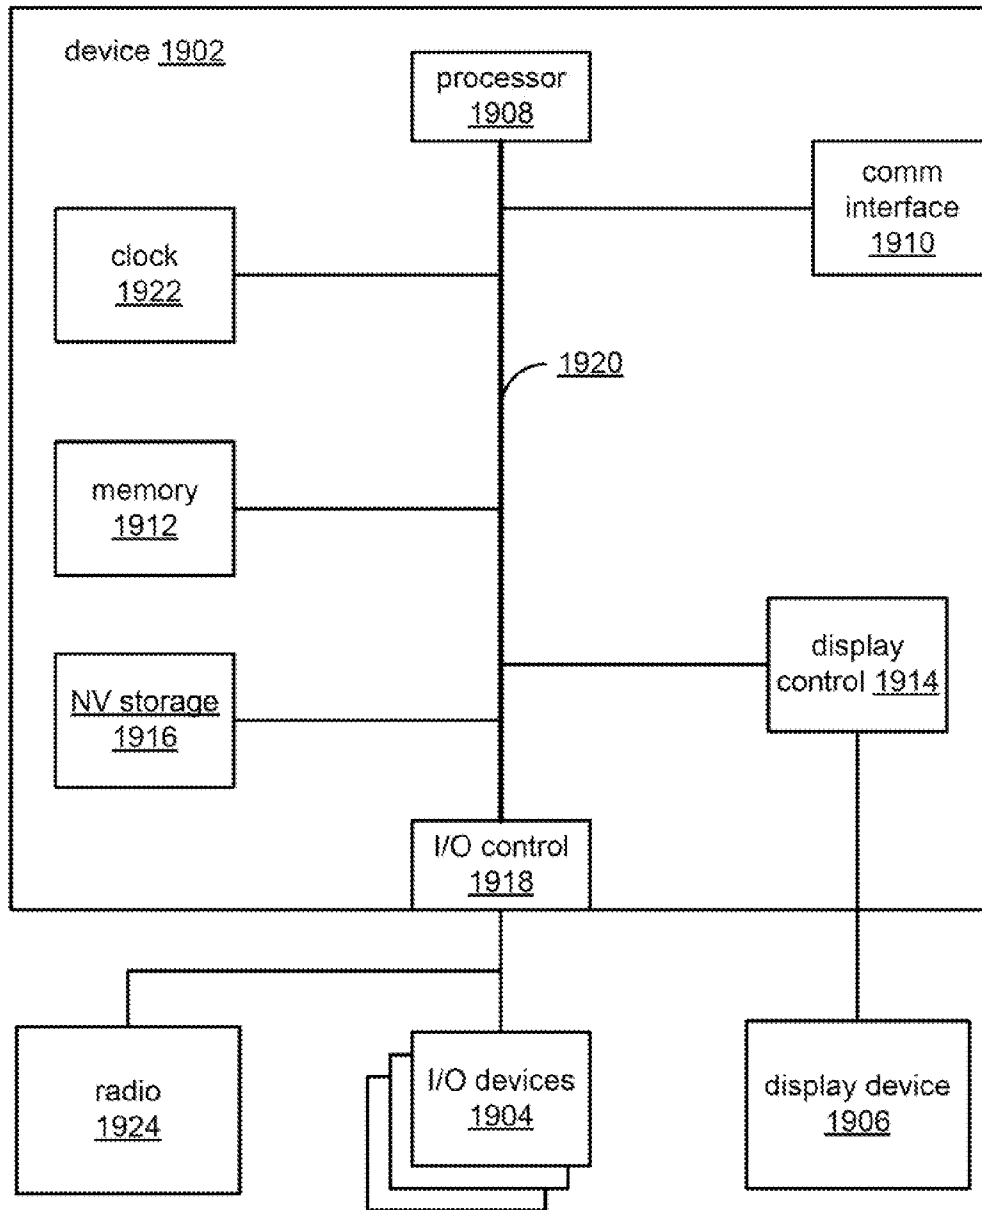 device 1902
processor
1908
comm
interface
1910
clock
1922
1920
memory
1912
display
control 1914
NV storage
1916
I/O control
1918
radio
1924
I/O devices
1904
display device
1906